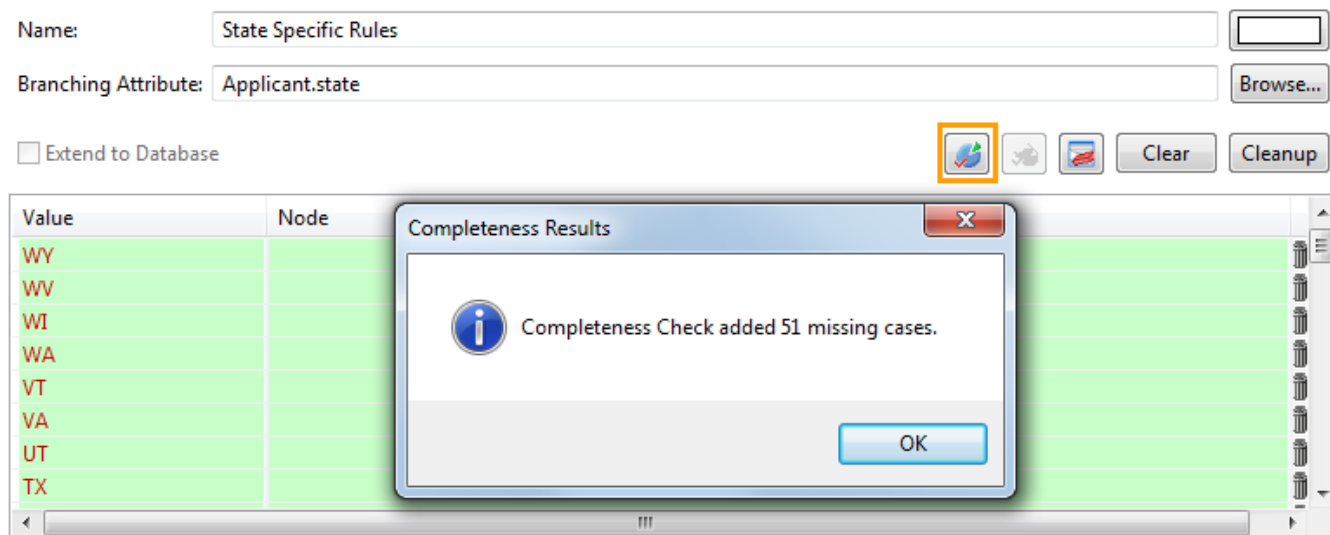 Name: State Specific Rules
Branching Attribute: Applicant.state Browse...
Extend to Database Clear Cleanup
Value Node
Completeness Results
WY
WV
WI
Completeness Check added 51 missing cases.
WA
VT
VA
UT
OK
TX